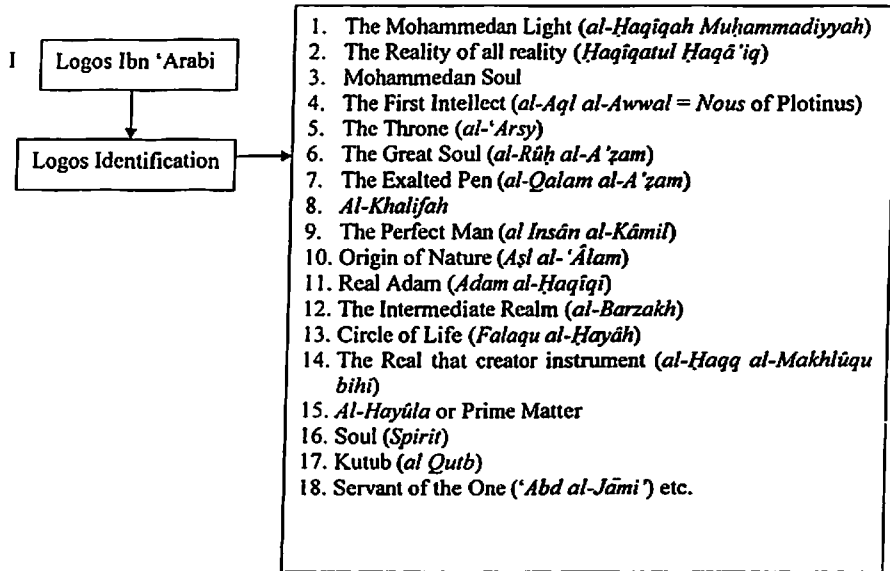 I
Logos Ibn ‘Arabi
Logos Identification
1. The Mohammedan Light (al-Ḥaqîqah Muḥammadiyyah)
2. The Reality of all reality (Ḥaqîqatul Ḥaqâ’iq)
3. Mohammedan Soul
4. The First Intellect (al-Aql al-Awwal = Nous of Plotinus)
5. The Throne (al-‘Arsy)
6. The Great Soul (al-Rûḥ al-A‘ẓam)
7. The Exalted Pen (al-Qalam al-A‘ẓam)
8. Al-Khalifah
9. The Perfect Man (al Insân al-Kâmil)
10. Origin of Nature (Aṣl al-‘Âlam)
11. Real Adam (Adam al-Ḥaqîqi)
12. The Intermediate Realm (al-Barzakh)
13. Circle of Life (Falaqu al-Ḥayâh)
14. The Real that creator instrument (al-Ḥaqq al-Makhlûqu
bihi)
15. Al-Hayûla or Prime Matter
16. Soul (Spirit)
17. Kutub (al Qutb)
18. Servant of the One (‘Abd al-Jāmi‘) etc.